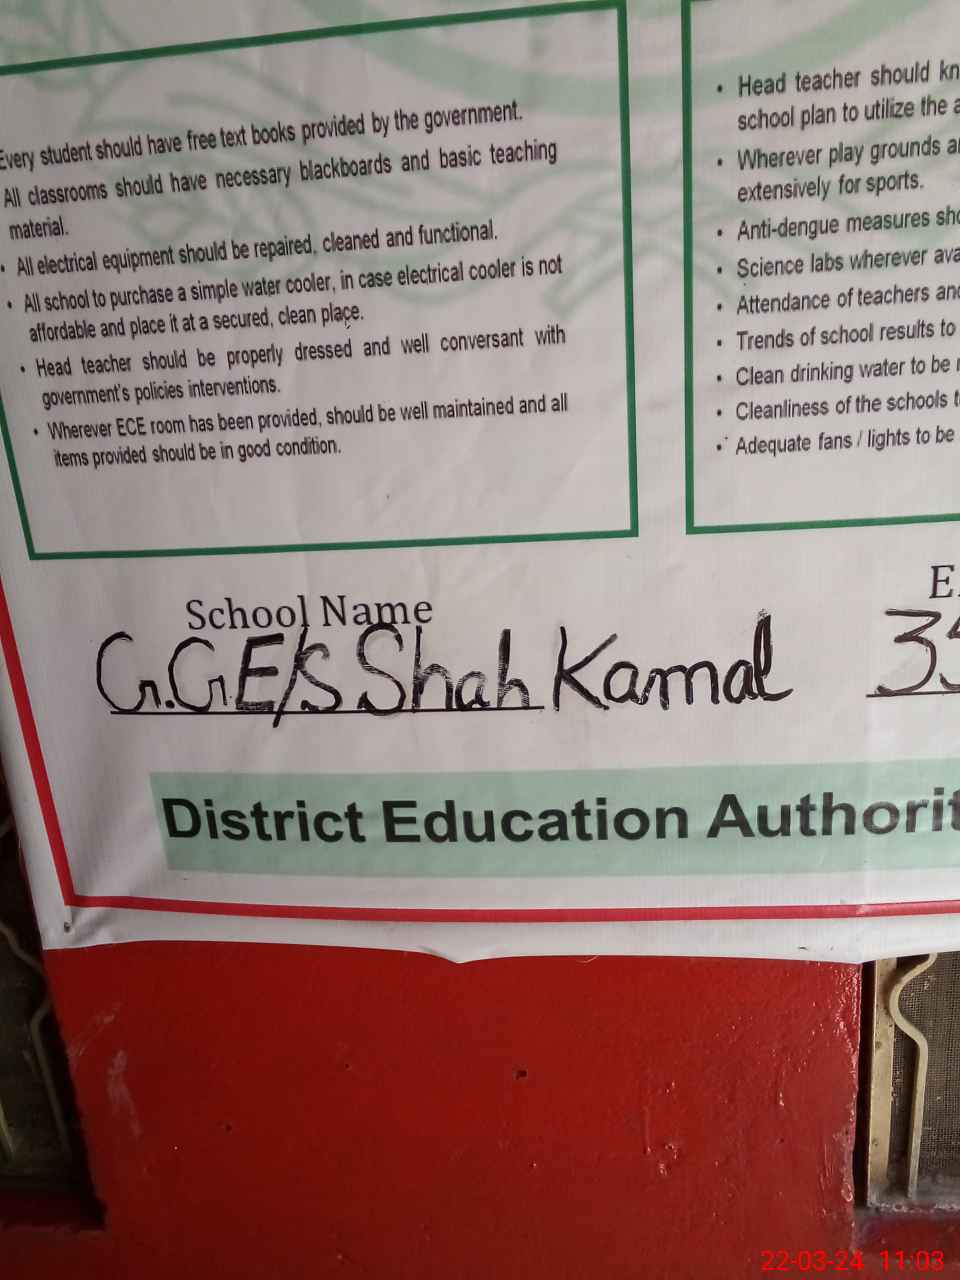 Every student should have free text books provided by the government.
All classrooms should have necessary blackboards and basic teaching
material.
• All electrical equipment should be repaired, cleaned and functional.
• All school to purchase a simple water cooler, in case electrical cooler is not
affordable and place it at a secured, clean place.
• Head teacher should be properly dressed and well conversant with
government's policies interventions.
• Wherever ECE room has been provided, should be well maintained and all
items provided should be in good condition.
• Head teacher should
school plan to utilize the
• Wherever play grounds
extensively for sports.
• Anti-dengue measures
• Science labs wherever
• Attendance of teachers
• Trends of school results to
• Clean drinking water to be
• Cleanliness of the schools
• Adequate fans / lights to be
School Name
G.GE/S Shah Kamal
District Education
22-03-24 11:03